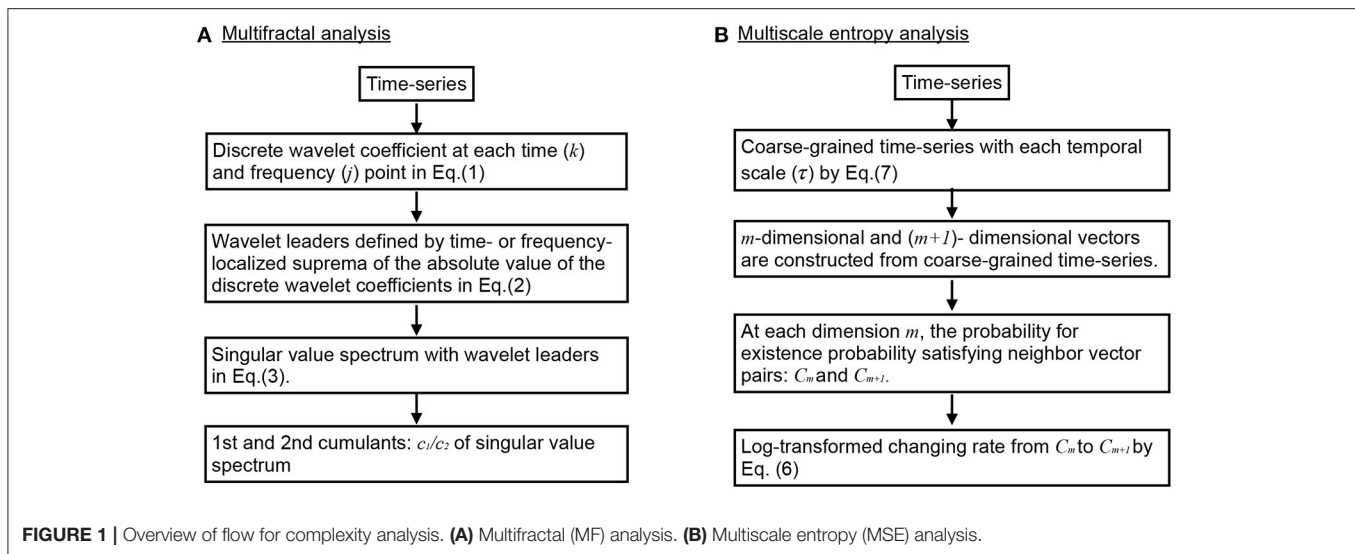 A Multifractal analysis
Time-series
Discrete wavelet coefficient at each time (k)
and frequency (j) point in Eq.(1)
Wavelet leaders defined by time- or frequency-
localized suprema of the absolute value of the
discrete wavelet coefficients in Eq.(2)
Singular value spectrum with wavelet leaders
in Eq.(3).
1st and 2nd cumulants: c1/c2 of singular value
spectrum
B Multiscale entropy analysis
Time-series
Coarse-grained time-series with each temporal
scale (τ) by Eq.(7)
m-dimensional and (m+1)- dimensional vectors
are constructed from coarse-grained time-series.
At each dimension m, the probability for
existence probability satisfying neighbor vector
pairs: Cm and Cm+1.
Log-transformed changing rate from Cm to Cm+1 by
Eq. (6)
FIGURE 1 | Overview of flow for complexity analysis. (A) Multifractal (MF) analysis. (B) Multiscale entropy (MSE) analysis.